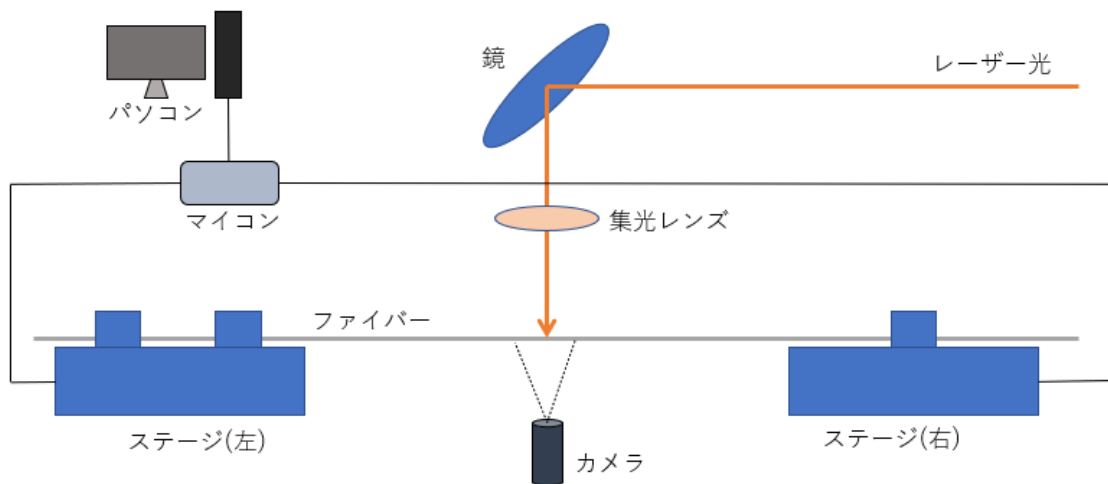 鏡
レーザー光
パソコン
マイコン
集光レンズ
ファイバー
ステージ(左)
ステージ(右)
カメラ